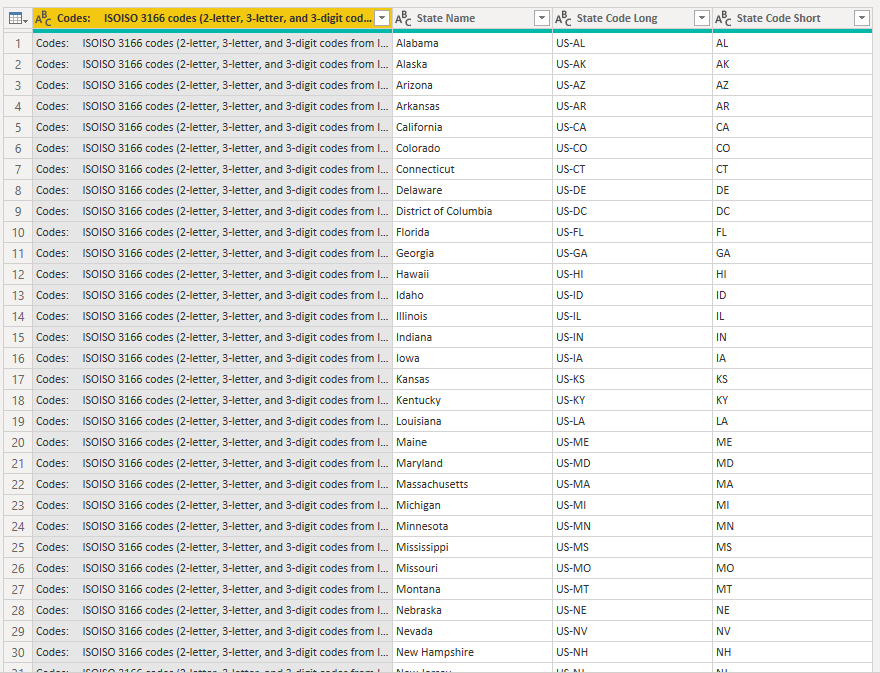 ABC Codes: ISOISO 3166 codes (2-letter, 3-letter, and 3-digit cod... ABC State Name ABC State Code Long ABC State Code Short
1 Codes: ISOISO 3166 codes (2-letter, 3-letter, and 3-digit codes from I... Alabama US-AL AL
2 Codes: ISOISO 3166 codes (2-letter, 3-letter, and 3-digit codes from I... Alaska US-AK AK
3 Codes: ISOISO 3166 codes (2-letter, 3-letter, and 3-digit codes from I... Arizona US-AZ AZ
4 Codes: ISOISO 3166 codes (2-letter, 3-letter, and 3-digit codes from I... Arkansas US-AR AR
5 Codes: ISOISO 3166 codes (2-letter, 3-letter, and 3-digit codes from I... California US-CA CA
6 Codes: ISOISO 3166 codes (2-letter, 3-letter, and 3-digit codes from I... Colorado US-CO CO
7 Codes: ISOISO 3166 codes (2-letter, 3-letter, and 3-digit codes from I... Connecticut US-CT CT
8 Codes: ISOISO 3166 codes (2-letter, 3-letter, and 3-digit codes from I... Delaware US-DE DE
9 Codes: ISOISO 3166 codes (2-letter, 3-letter, and 3-digit codes from I... District of Columbia US-DC DC
10 Codes: ISOISO 3166 codes (2-letter, 3-letter, and 3-digit codes from I... Florida US-FL FL
11 Codes: ISOISO 3166 codes (2-letter, 3-letter, and 3-digit codes from I... Georgia US-GA GA
12 Codes: ISOISO 3166 codes (2-letter, 3-letter, and 3-digit codes from I... Hawaii US-HI HI
13 Codes: ISOISO 3166 codes (2-letter, 3-letter, and 3-digit codes from I... Idaho US-ID ID
14 Codes: ISOISO 3166 codes (2-letter, 3-letter, and 3-digit codes from I... Illinois US-IL IL
15 Codes: ISOISO 3166 codes (2-letter, 3-letter, and 3-digit codes from I... Indiana US-IN IN
16 Codes: ISOISO 3166 codes (2-letter, 3-letter, and 3-digit codes from I... Iowa US-IA IA
17 Codes: ISOISO 3166 codes (2-letter, 3-letter, and 3-digit codes from I... Kansas US-KS KS
18 Codes: ISOISO 3166 codes (2-letter, 3-letter, and 3-digit codes from I... Kentucky US-KY KY
19 Codes: ISOISO 3166 codes (2-letter, 3-letter, and 3-digit codes from I... Louisiana US-LA LA
20 Codes: ISOISO 3166 codes (2-letter, 3-letter, and 3-digit codes from I... Maine US-ME ME
21 Codes: ISOISO 3166 codes (2-letter, 3-letter, and 3-digit codes from I... Maryland US-MD MD
22 Codes: ISOISO 3166 codes (2-letter, 3-letter, and 3-digit codes from I... Massachusetts US-MA MA
23 Codes: ISOISO 3166 codes (2-letter, 3-letter, and 3-digit codes from I... Michigan US-MI MI
24 Codes: ISOISO 3166 codes (2-letter, 3-letter, and 3-digit codes from I... Minnesota US-MN MN
25 Codes: ISOISO 3166 codes (2-letter, 3-letter, and 3-digit codes from I... Mississippi US-MS MS
26 Codes: ISOISO 3166 codes (2-letter, 3-letter, and 3-digit codes from I... Missouri US-MO MO
27 Codes: ISOISO 3166 codes (2-letter, 3-letter, and 3-digit codes from I... Montana US-MT MT
28 Codes: ISOISO 3166 codes (2-letter, 3-letter, and 3-digit codes from I... Nebraska US-NE NE
29 Codes: ISOISO 3166 codes (2-letter, 3-letter, and 3-digit codes from I... Nevada US-NV NV
30 Codes: ISOISO 3166 codes (2-letter, 3-letter, and 3-digit codes from I... New Hampshire US-NH NH